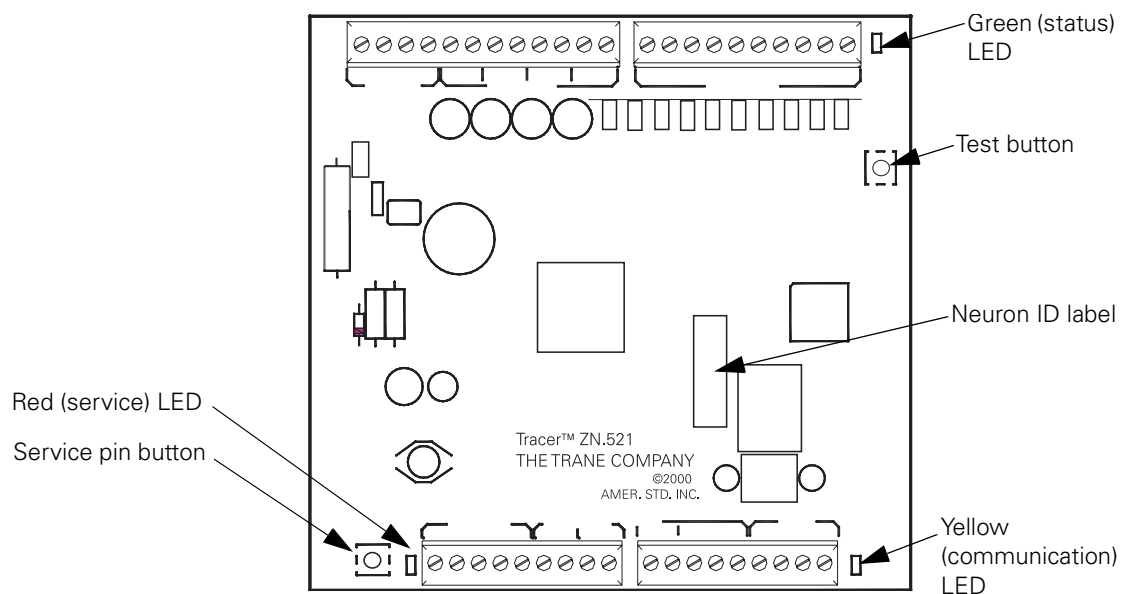 Green (status)
LED
Test button
Neuron ID label
Red (service) LED
Service pin button
Tracer™ ZN.521
THE TRANE COMPANY
©2000
AMER. STD. INC.
Yellow
(communication)
LED